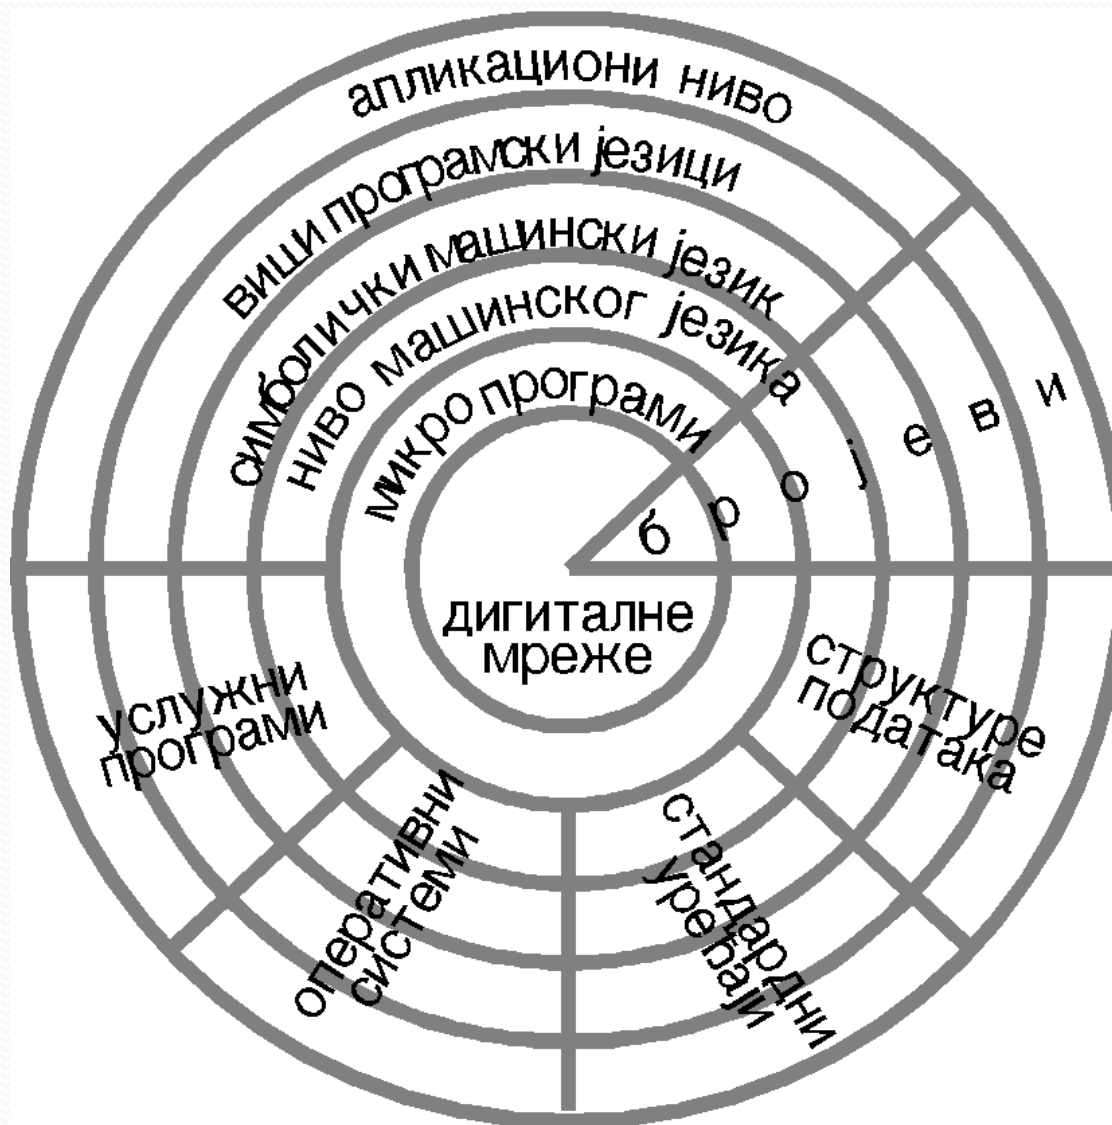 апликациони ниво
виши програмски језици
симболички машински језик
ниво машинског језика
микро програми
бројеви
дигиталне
мреже
услужни
програми
оперативни
системи
стандардни
уређаји
структуре
података